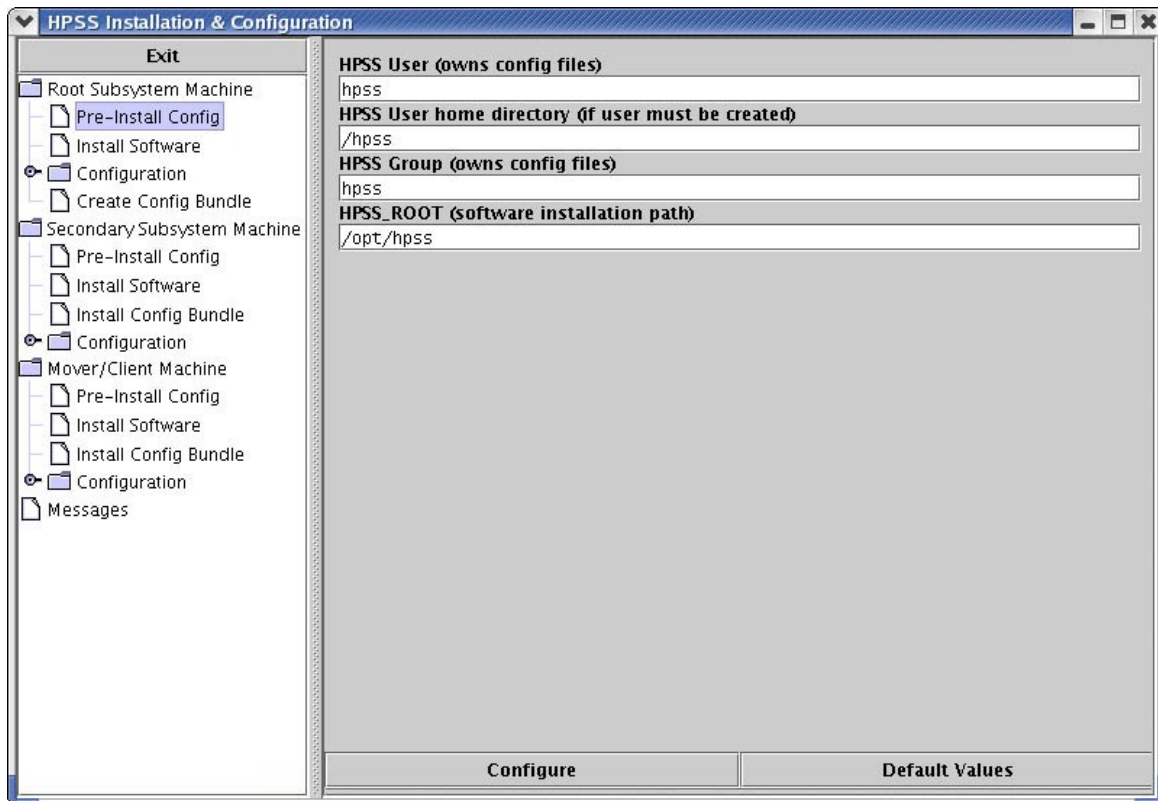 HPSS Installation & Configuration
Exit
Root Subsystem Machine
Pre-Install Config
Install Software
Configuration
Create Config Bundle
Secondary Subsystem Machine
Pre-Install Config
Install Software
Install Config Bundle
Configuration
Mover/Client Machine
Pre-Install Config
Install Software
Install Config Bundle
Configuration
Messages
HPSS User (owns config files)
hpss
HPSS User home directory (if user must be created)
/hpss
HPSS Group (owns config files)
hpss
HPSS_ROOT (software installation path)
/opt/hpss
Configure
Default Values